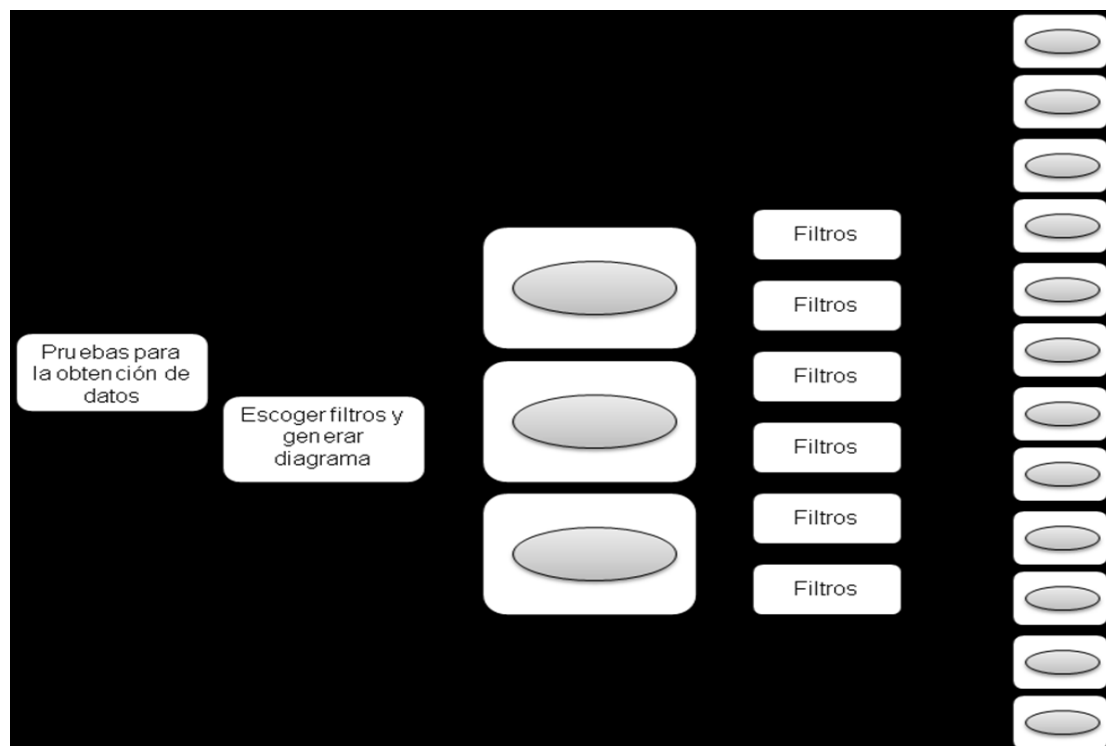 Pruebas para
la obtención de
datos
Escoger filtros y
generar
diagrama
Filtros
Filtros
Filtros
Filtros
Filtros
Filtros